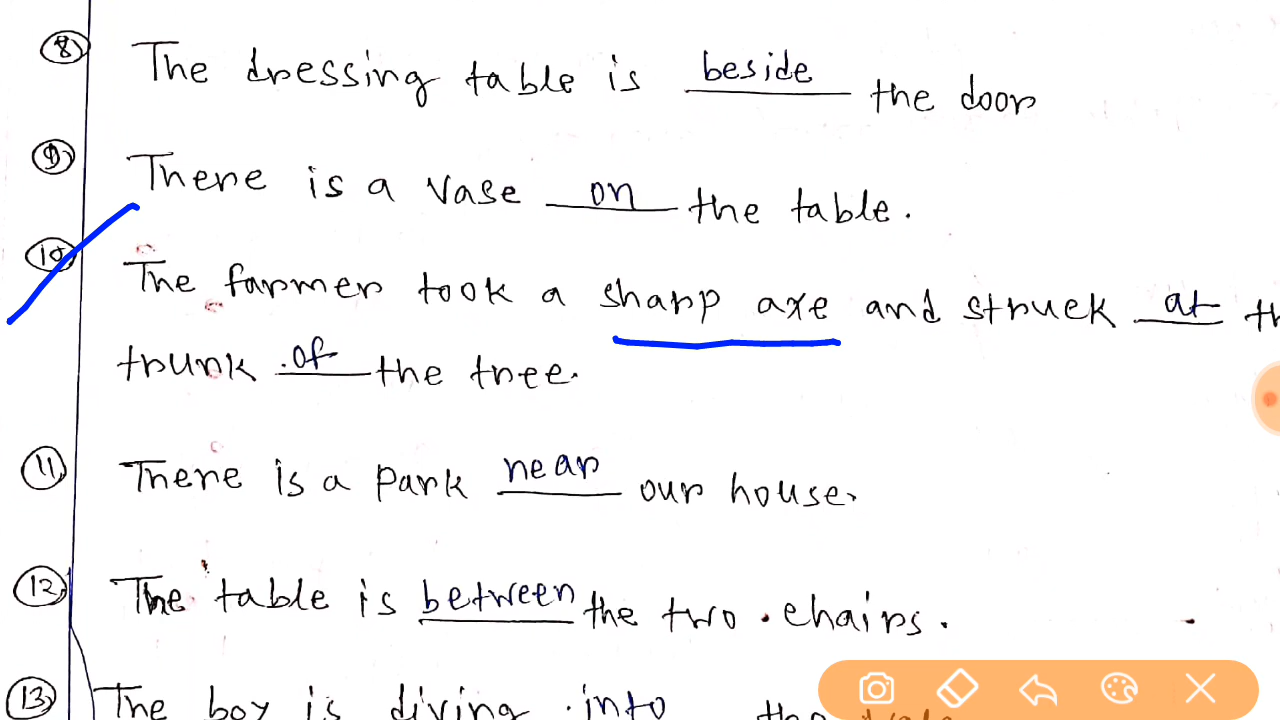 8 The dressing table is beside the door
9 There is a vase on the table.
10 The farmer took a sharp axe and struck at th
trunk of the tree.
11 There is a park near our house.
12 The table is between the two chairs.
13 The boy is diving into the